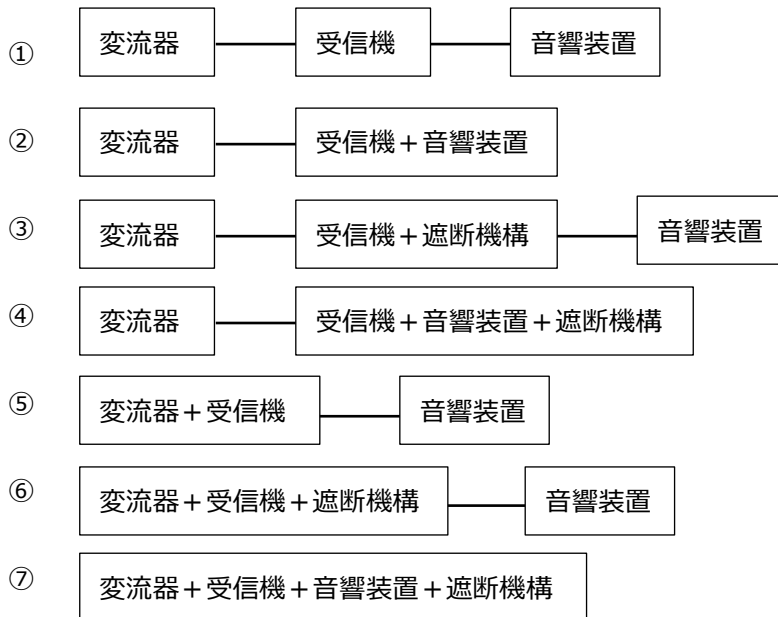 ① 変流器 受信機 音響装置
② 変流器 受信機＋音響装置
③ 変流器 受信機＋遮断機構 音響装置
④ 変流器 受信機＋音響装置＋遮断機構
⑤ 変流器＋受信機 音響装置
⑥ 変流器＋受信機＋遮断機構 音響装置
⑦ 変流器＋受信機＋音響装置＋遮断機構